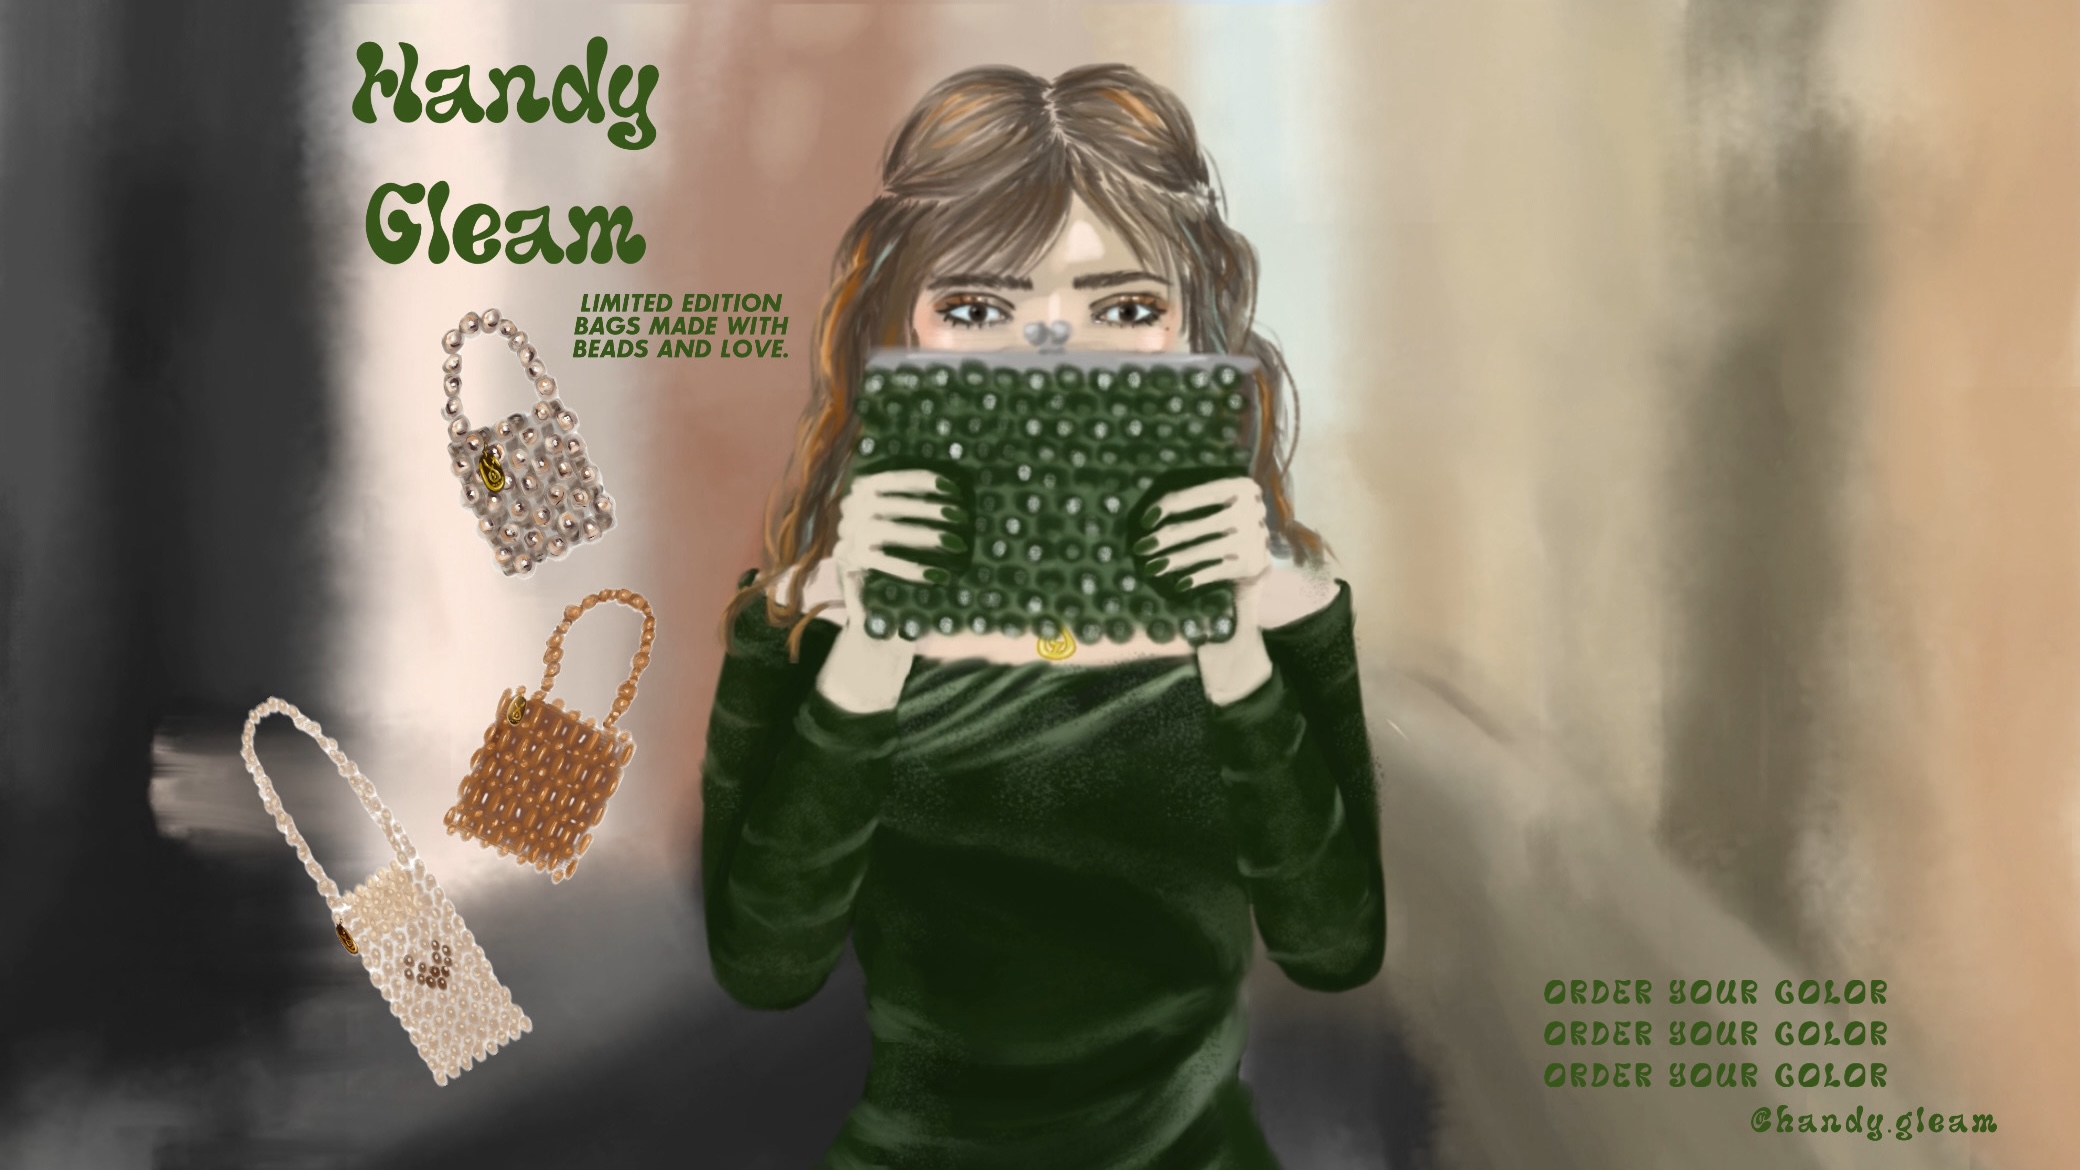 Handy
Gleam
LIMITED EDITION
BAGS MADE WITH
BEADS AND LOVE.
ORDER YOUR COLOR
ORDER YOUR COLOR
ORDER YOUR COLOR
@handy.gleam